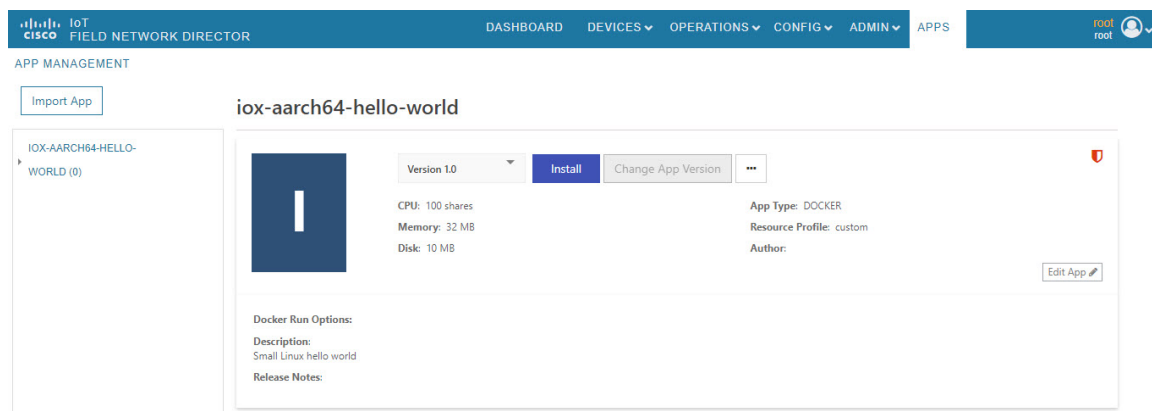 IoT
CISCO FIELD NETWORK DIRECTOR
DASHBOARD DEVICES OPERATIONS CONFIG ADMIN APPS
root
root
APP MANAGEMENT
Import App
iox-aarch64-hello-world
IOX-AARCH64-HELLO-
WORLD (0)
I
Version 1.0 Install Change App Version ...
CPU: 100 shares App Type: DOCKER
Memory: 32 MB Resource Profile: custom
Disk: 10 MB Author:
Edit App
Docker Run Options:
Description:
Small Linux hello world
Release Notes: